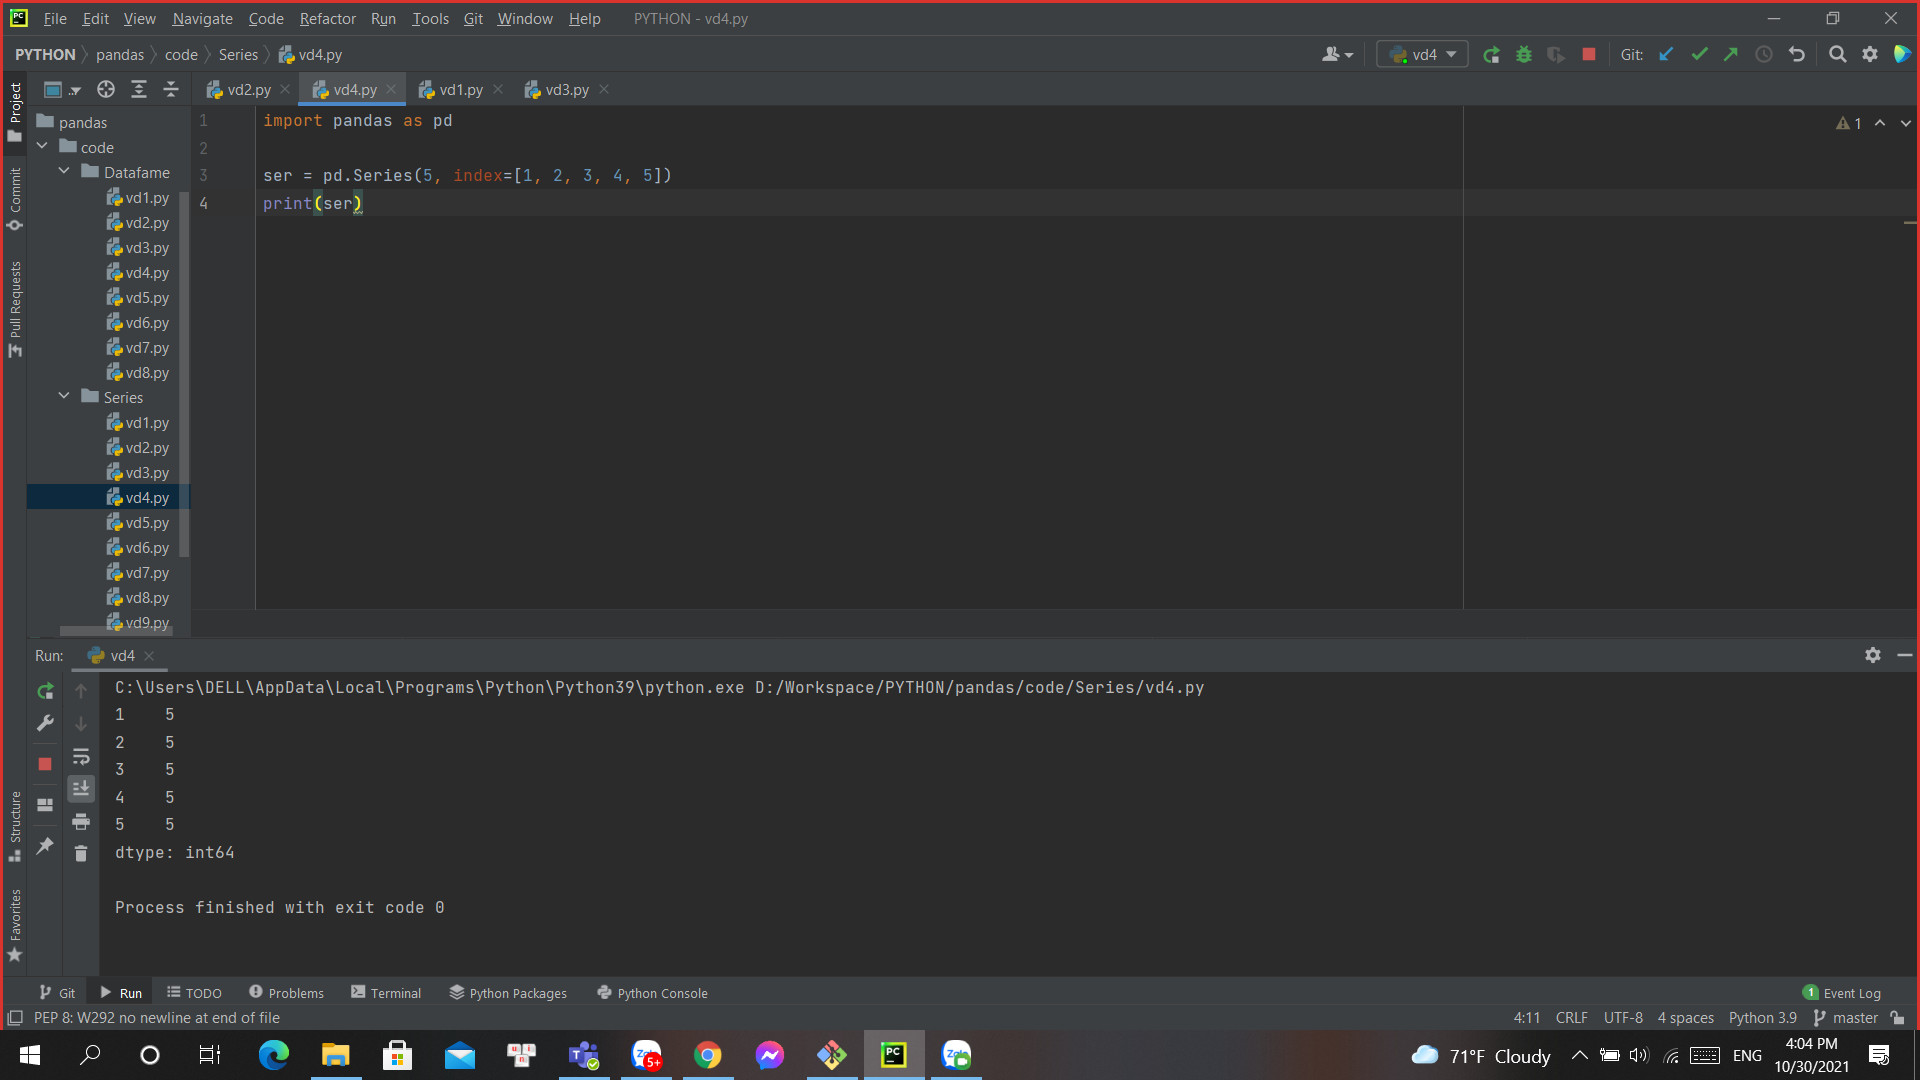 File Edit View Navigate Code Refactor Run Tools Git Window Help PYTHON - vd4.py
PYTHON pandas code Series vd4.py vd4 Git:
vd2.py vd4.py vd1.py vd3.py
Project
Commit
Pull Requests
Structure
Favorites
pandas
code
Datafame
vd1.py
vd2.py
vd3.py
vd4.py
vd5.py
vd6.py
vd7.py
vd8.py
Series
vd1.py
vd2.py
vd3.py
vd4.py
vd5.py
vd6.py
vd7.py
vd8.py
vd9.py
1 import pandas as pd
2
3 ser = pd.Series(5, index=[1, 2, 3, 4, 5])
4 print(ser)
1
Run: vd4
C:\Users\DELL\AppData\Local\Programs\Python\Python39\python.exe D:/Workspace/PYTHON/pandas/code/Series/vd4.py
1 5
2 5
3 5
4 5
5 5
dtype: int64
Process finished with exit code 0
Git Run TODO Problems Terminal Python Packages Python Console 1 Event Log
PEP 8: W292 no newline at end of file 4:11 CRLF UTF-8 4 spaces Python 3.9 master
71°F Cloudy ENG
4:04 PM
10/30/2021
PC
PC
5+